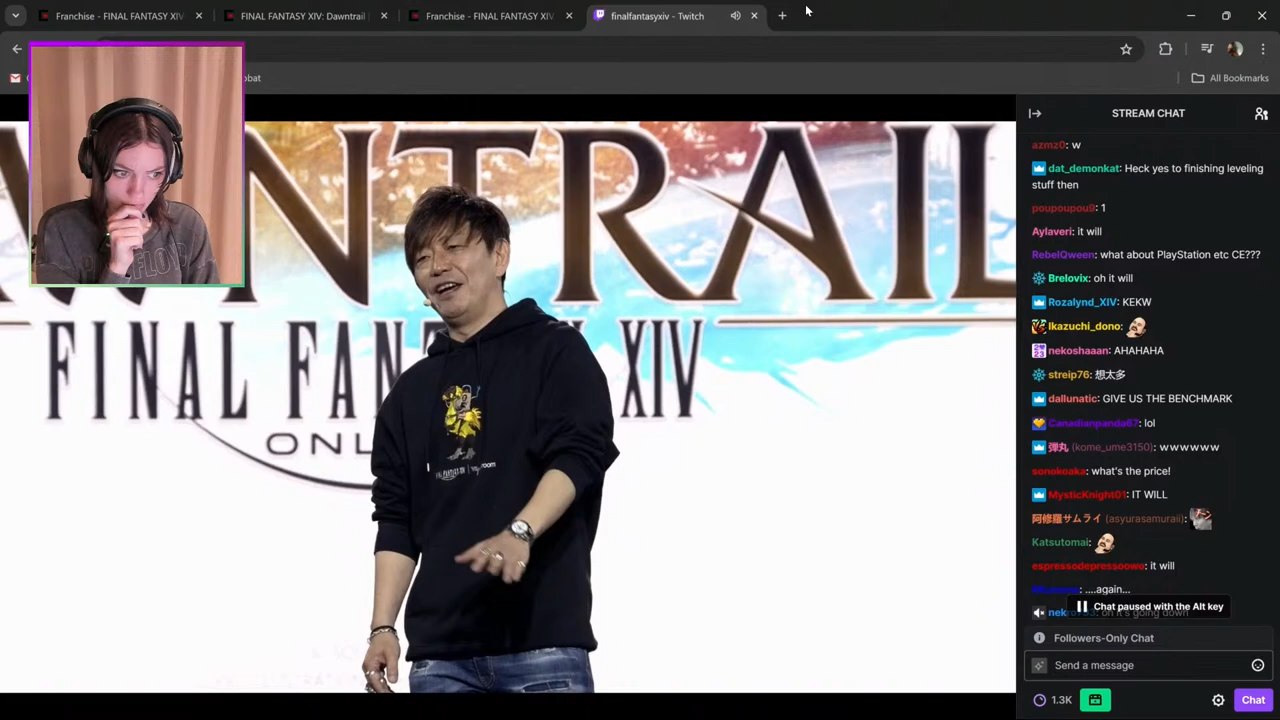 Franchise - FINAL FANTASY XIV
FINAL FANTASY XIV: Dawntrail
Franchise - FINAL FANTASY XIV
finalfantasyxiv - Twitch
obat
All Bookmarks
WNTRAIL
FINAL FAN
XIV
ONL
FLOYD
STREAM CHAT
azmz0: w
dat_demonkat: Heck yes to finishing leveling
stuff then
poupoupou9: 1
Aylaveri: it will
RebelQween: what about PlayStation etc CE???
Brelovix: oh it will
Rozalynd_XIV: KEKW
Ikazuchi_dono:
nekoshaaan: AHAHAHA
streip76: 想太多
dallunatic: GIVE US THE BENCHMARK
Canadianpanda67: lol
弾丸 (kome_ume3150): wwwwww
sonokoaka: what's the price!
MysticKnight01: IT WILL
阿修羅サムライ (asyurasamuraii):
Katsutomai:
espressodepressoowo: it will
....again...
Chat paused with the Alt key
Followers-Only Chat
Send a message
1.3K
Chat